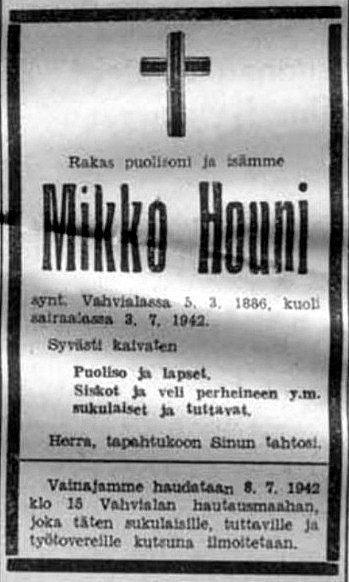 Rakas puolisoni ja isämme
Mikko Houni
synt. Vahvialassa 5. 3. 1886, kuoli
sairaalassa 3. 7. 1942.
Syvästi kaivaten
Puoliso ja lapset.
Siskot ja veli perheineen y.m.
sukulaiset ja tuttavat.
Herra, tapahtukoon Sinun tahtosi.
Vainajamme haudataan 8. 7. 1942
klo 15 Vahvialan hautausmaahan,
joka täten sukulaisille, tuttaville ja
työtovereille kutsuna ilmoitetaan.